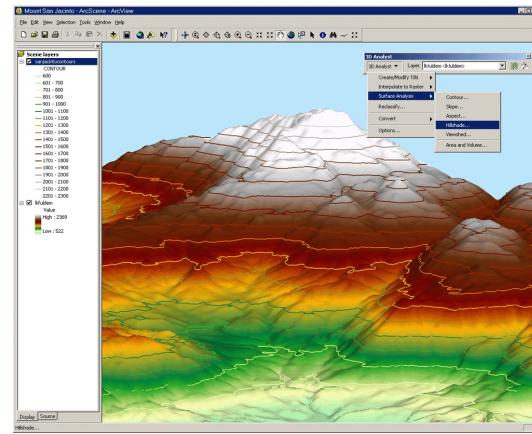 Mount San Jacinto - ArcScene - ArcView
File Edit View Selection Tools Window Help
Scene layers
sanjacintocontours
CONTOUR
600
601 - 700
701 - 800
801 - 900
901 - 1000
1001 - 1100
1101 - 1200
1201 - 1300
1301 - 1400
1401 - 1500
1501 - 1600
1601 - 1700
1701 - 1800
1801 - 1900
1901 - 2000
2001 - 2100
2101 - 2200
2201 - 2300
Value
High : 2369
Low : 522
3D Analyst
3D Analyst Layer:
Create/Modify TIN
Interpolate to Raster
Surface Analysis
Reclassify...
Convert
Options...
Contour...
Slope...
Aspect...
Hillshade...
Viewshed...
Area and Volume...
Display Source
Hillshade...